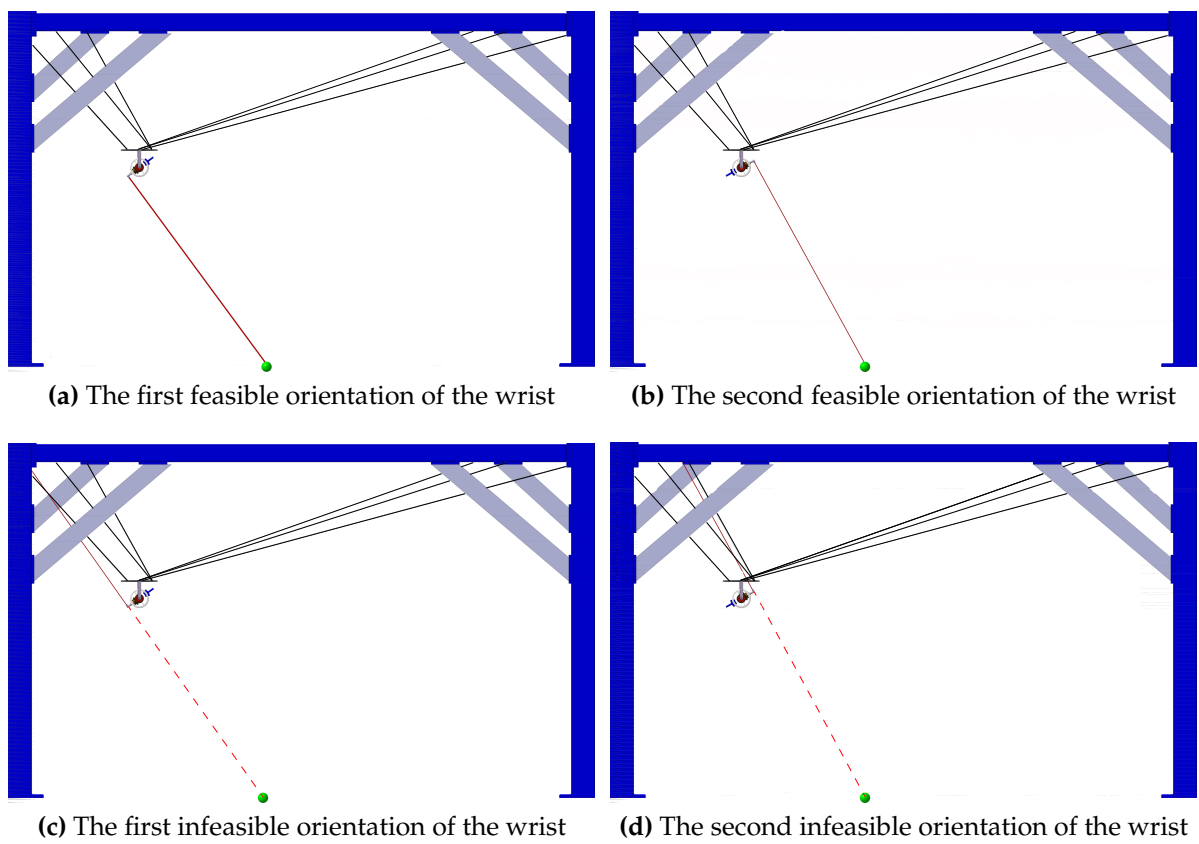 (a) The first feasible orientation of the wrist
(b) The second feasible orientation of the wrist
(c) The first infeasible orientation of the wrist
(d) The second infeasible orientation of the wrist